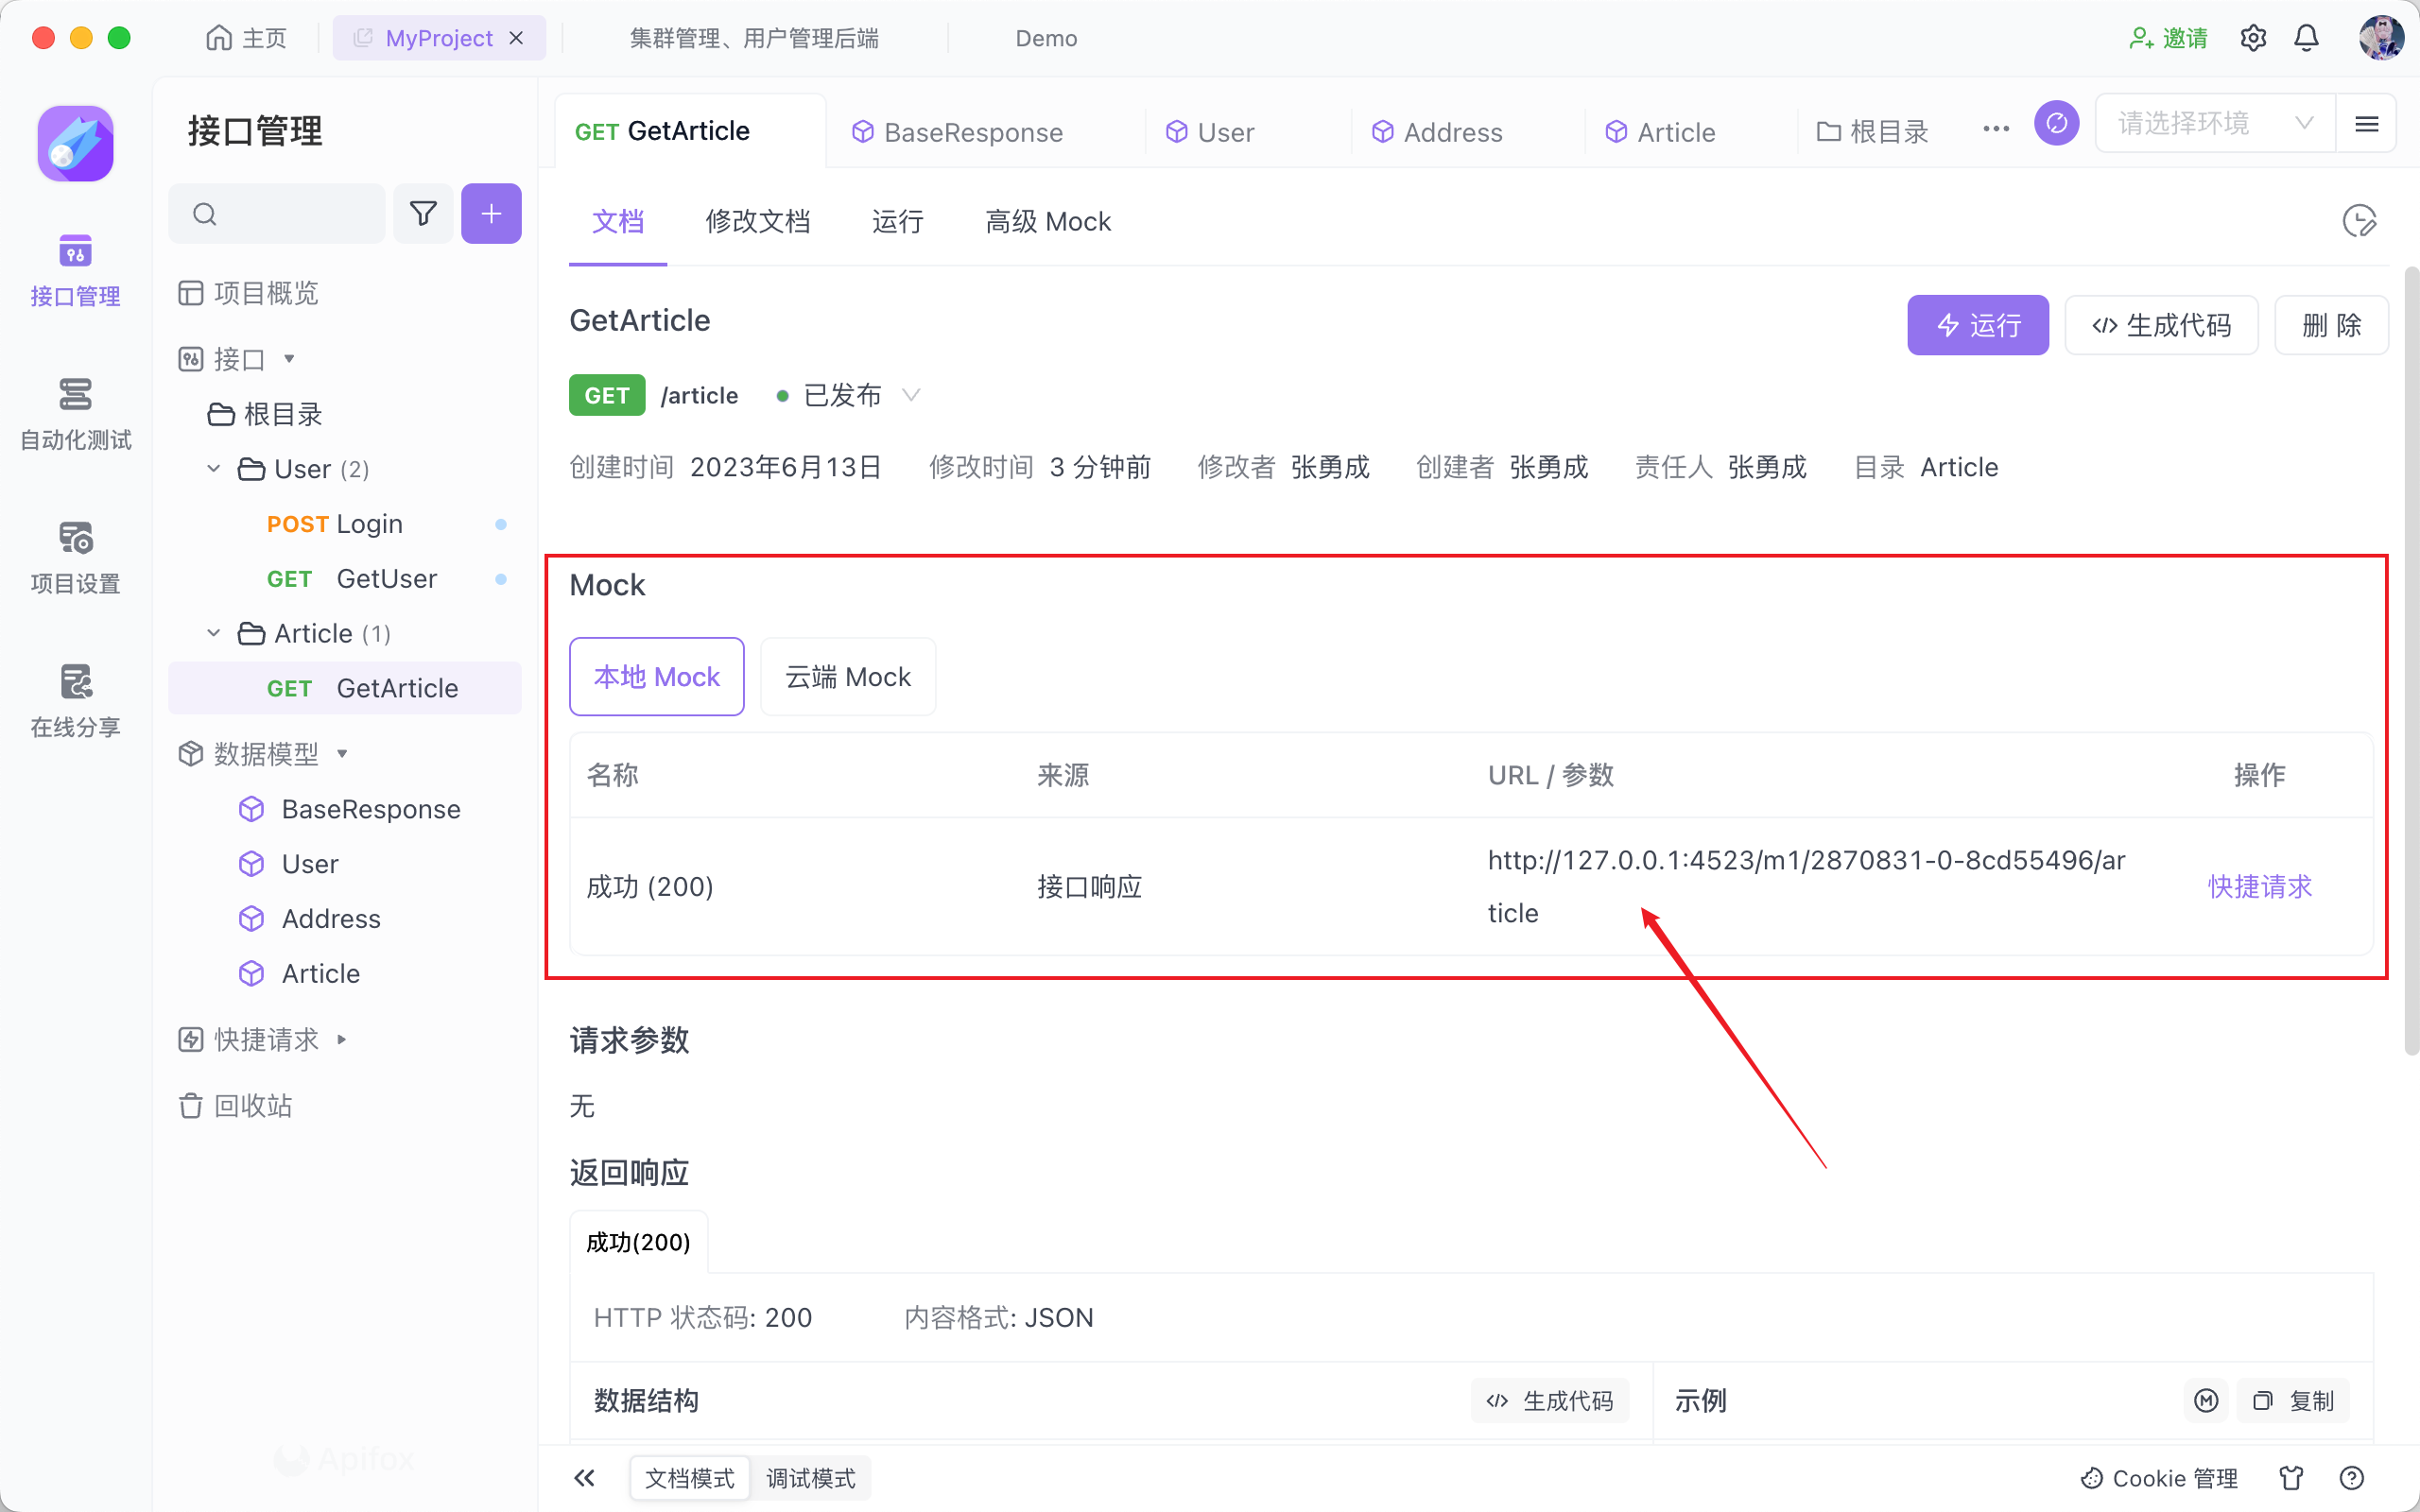 主页
MyProject
集群管理、用户管理后端
Demo
邀请
接口管理
自动化测试
项目设置
在线分享
接口管理
项目概览
接口
根目录
User (2)
POST Login
GET GetUser
Article (1)
GET GetArticle
数据模型
BaseResponse
User
Address
Article
快捷请求
回收站
Apifox
GET GetArticle
BaseResponse
User
Address
Article
根目录
请选择环境
文档
修改文档
运行
高级 Mock
GetArticle
运行
</> 生成代码
删 除
GET /article
已发布
创建时间 2023年6月13日 修改时间 3 分钟前 修改者 张勇成 创建者 张勇成 责任人 张勇成 目录 Article
Mock
本地 Mock
云端 Mock
名称 来源 URL / 参数 操作
成功 (200) 接口响应 http://127.0.0.1:4523/m1/2870831-0-8cd55496/ar
ticle
快捷请求
请求参数
无
返回响应
成功(200)
HTTP 状态码: 200 内容格式: JSON
数据结构
</> 生成代码
示例
M
复制
文档模式
调试模式
Cookie 管理